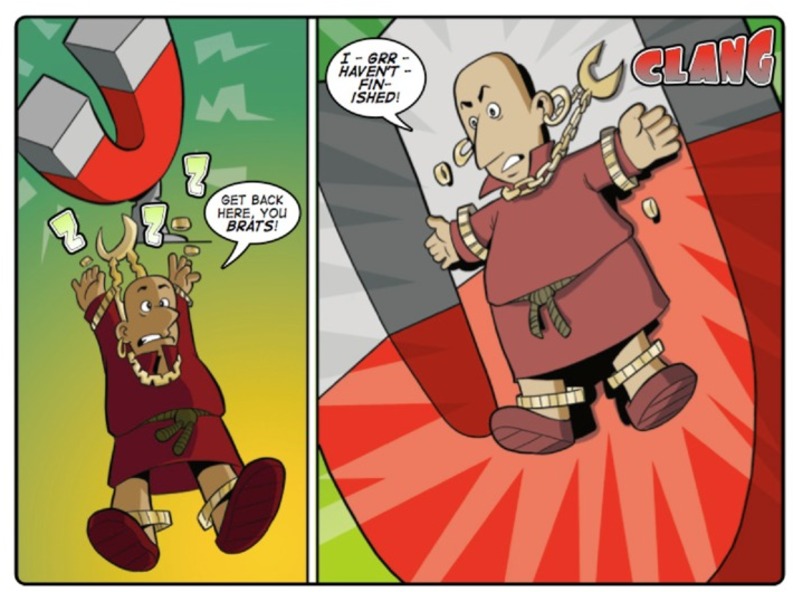 Z
Z
Z
GET BACK
HERE, YOU
BRATS!
I - GRR -
HAVEN'T -
FIN-
ISHED!
CLANG